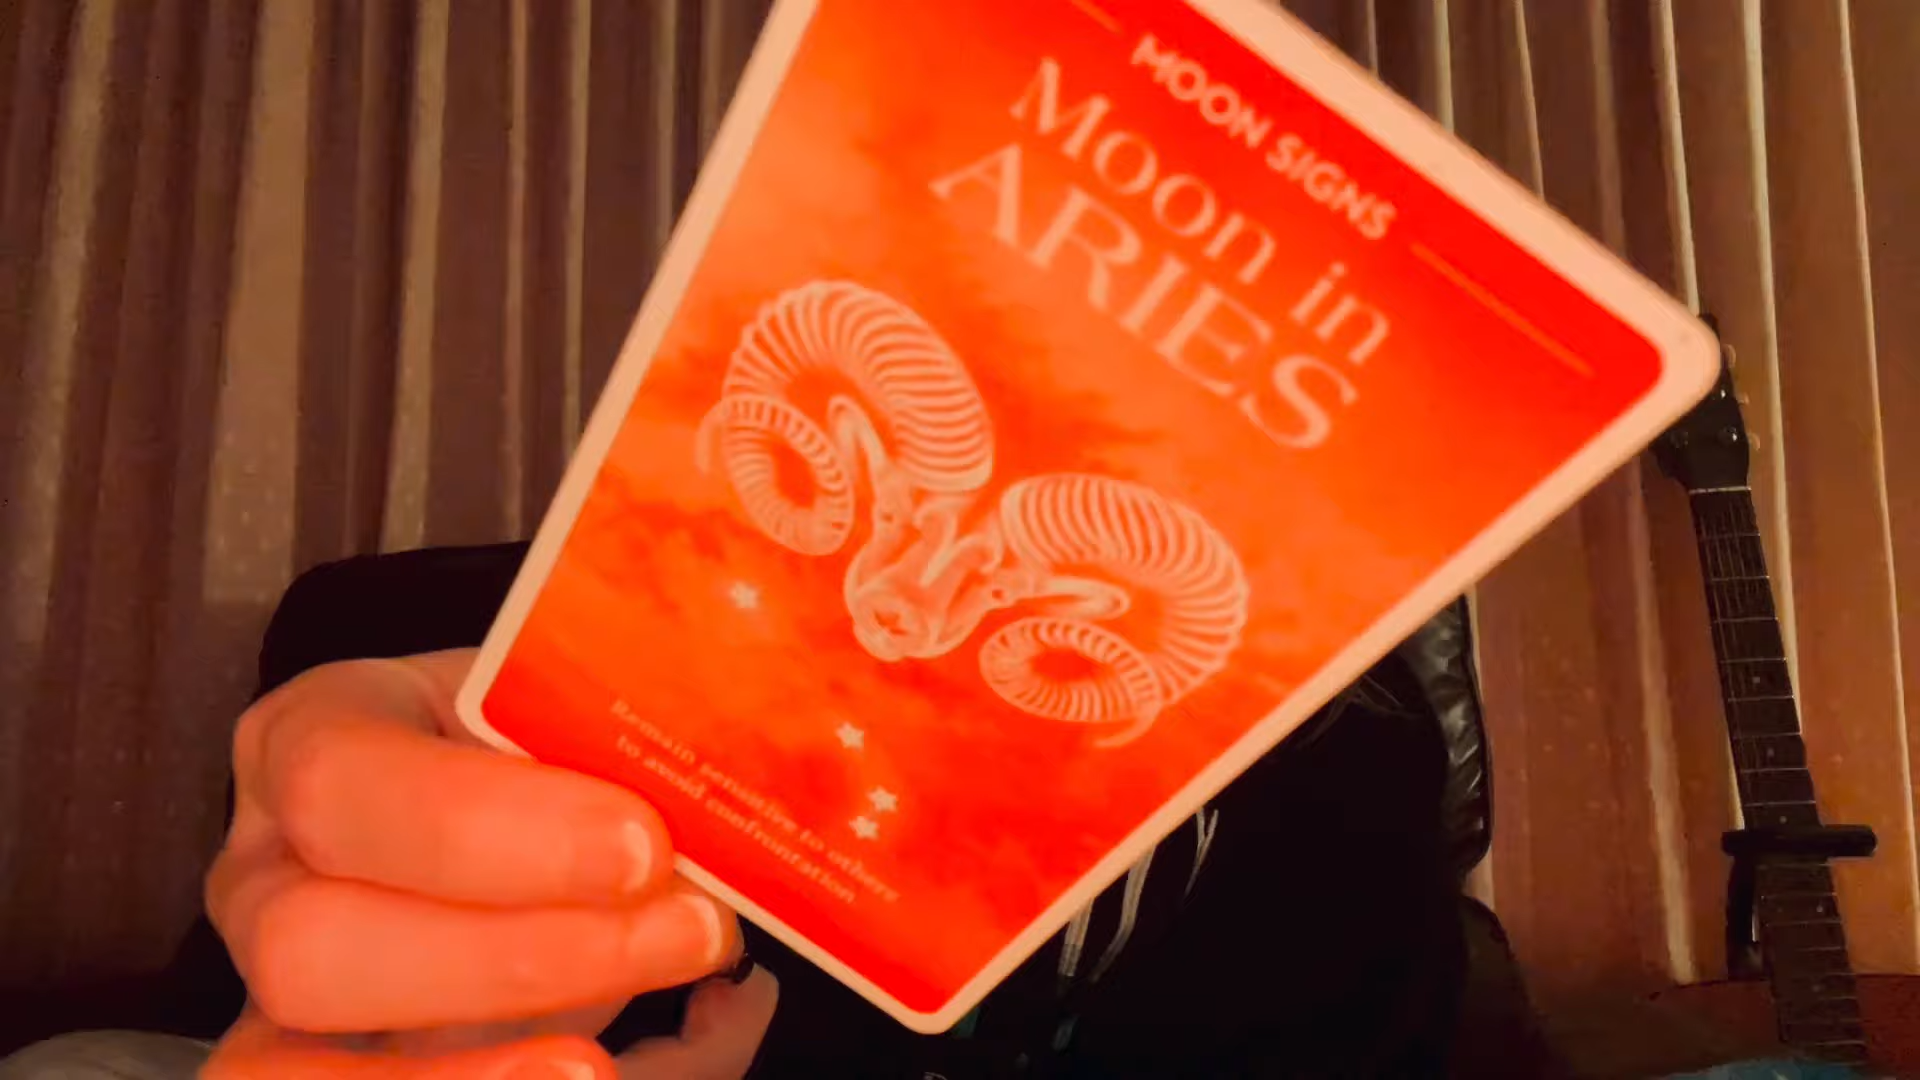 MOON SIGNS
Moon in
ARIES
Remain sensitive to others
to avoid confrontation